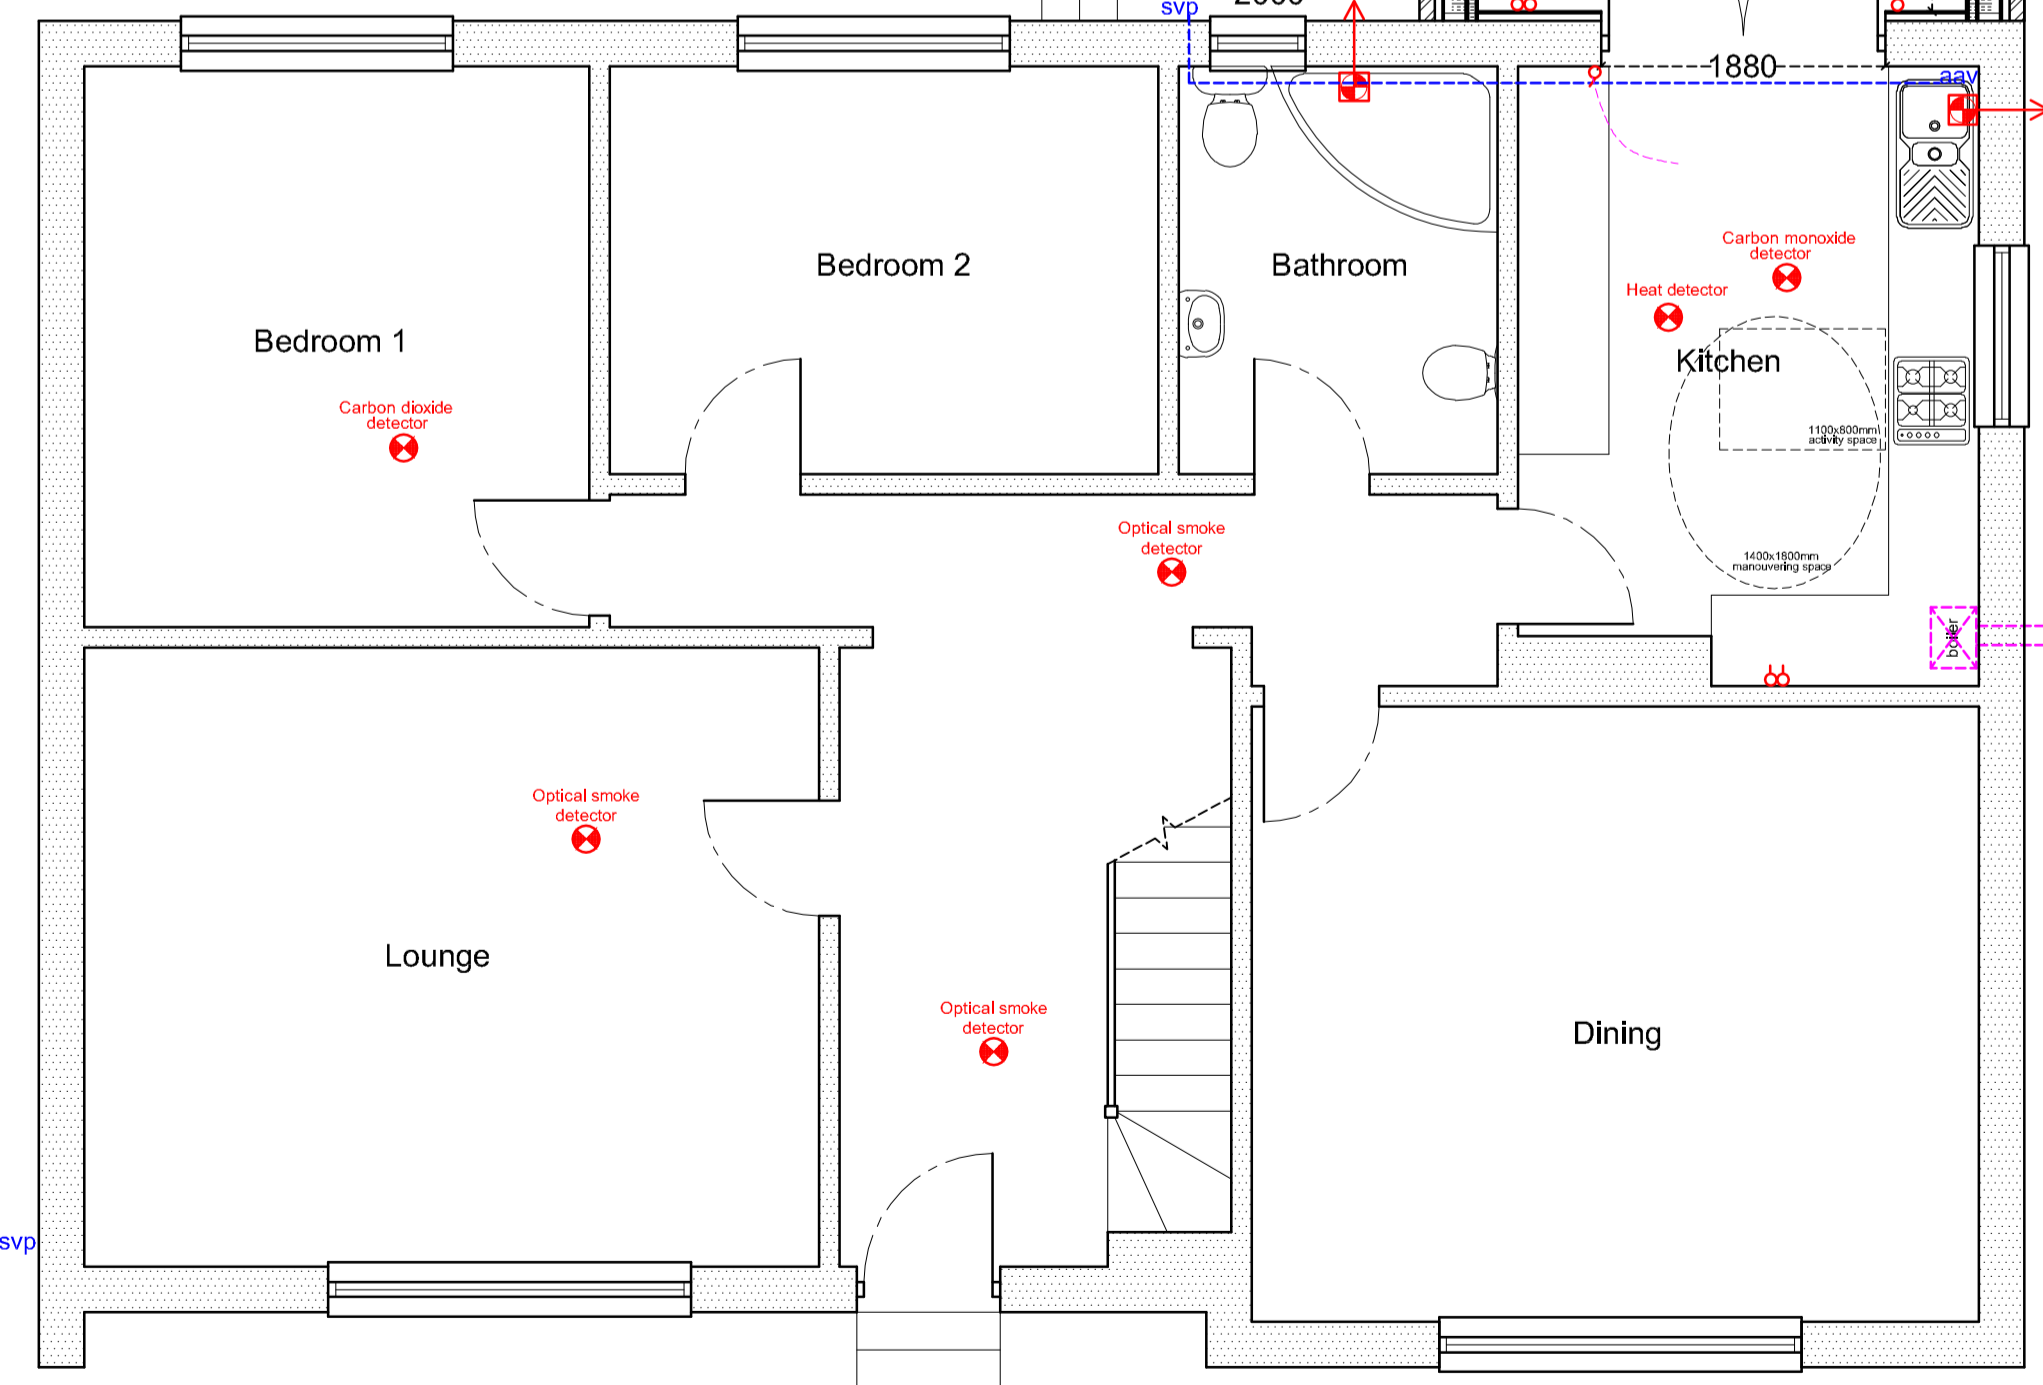 svp
1880
aav
Bedroom 1
Bedroom 2
Bathroom
Carbon monoxide
detector
Heat detector
Kitchen
Carbon dioxide
detector
1100x800mm
activity space
Optical smoke
detector
1400x1800mm
manouvering space
boiler
Optical smoke
detector
Lounge
Optical smoke
detector
Dining
svp